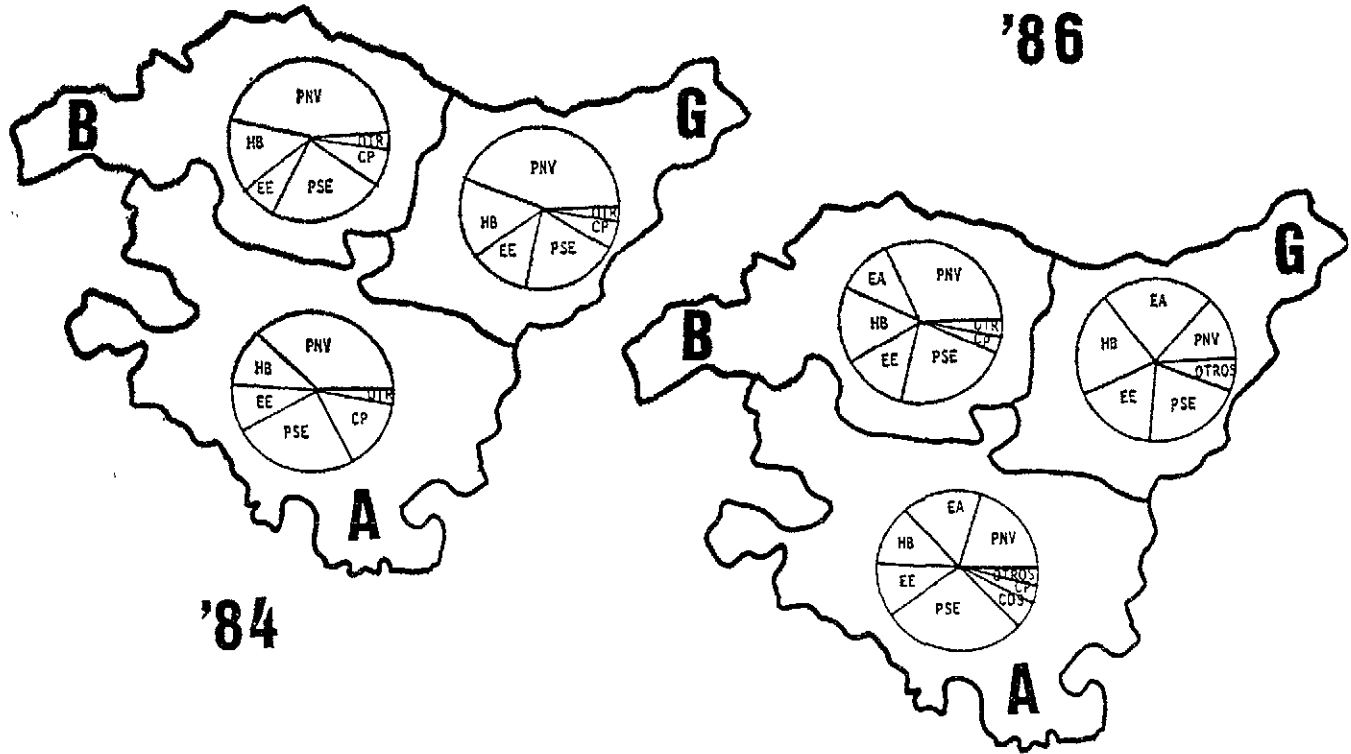 '86
B
G
PNV
HB
EE
PSE
CP
OTR
PNV
HB
EE
PSE
CP
OTR
PNV
HB
EE
PSE
CP
OTR
A
'84
B
G
EA
PNV
HB
EE
PSE
CP
OTR
EA
PNV
HB
EE
PSE
OTROS
EA
PNV
HB
EE
PSE
OTROS
CP
CDS
A